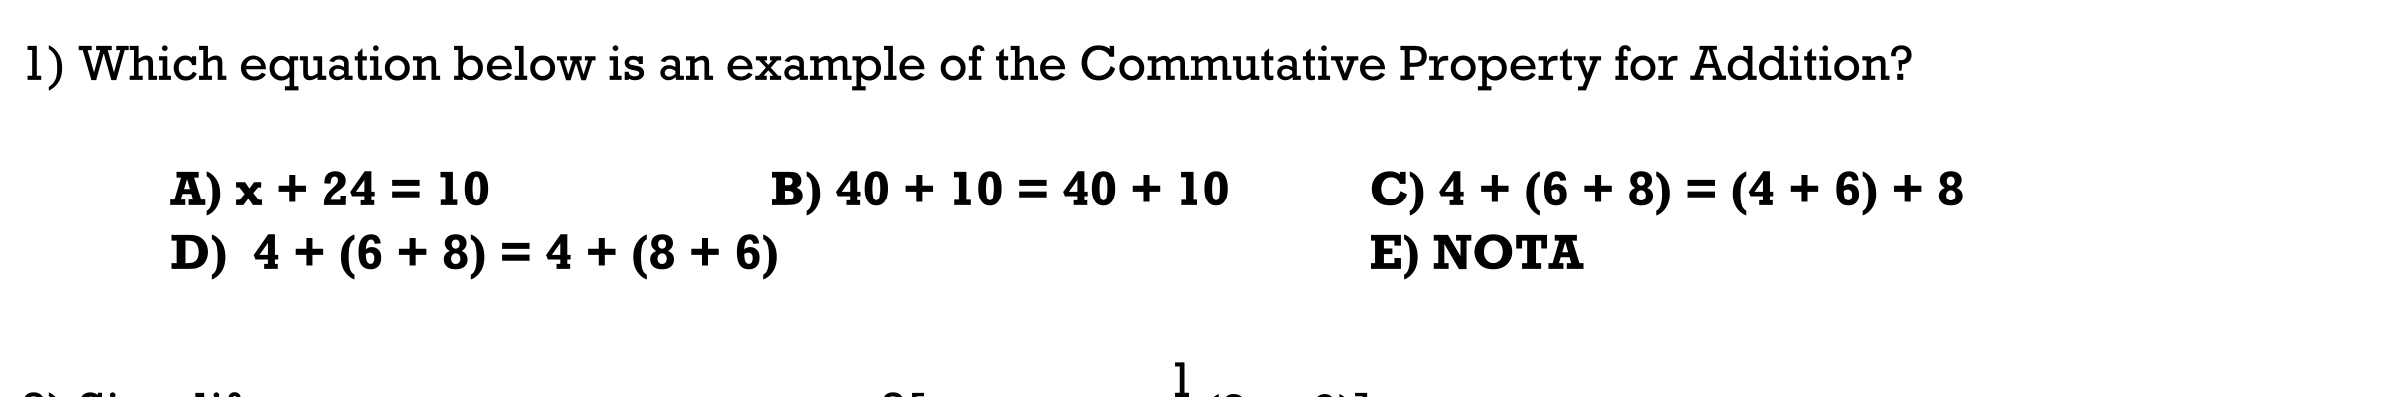 1) Which equation below is an example of the Commutative Property for Addition?
A) x + 24 = 10 B) 40 + 10 = 40 + 10 C) 4 + (6 + 8) = (4 + 6) + 8
D) 4 + (6 + 8) = 4 + (8 + 6) E) NOTA
1